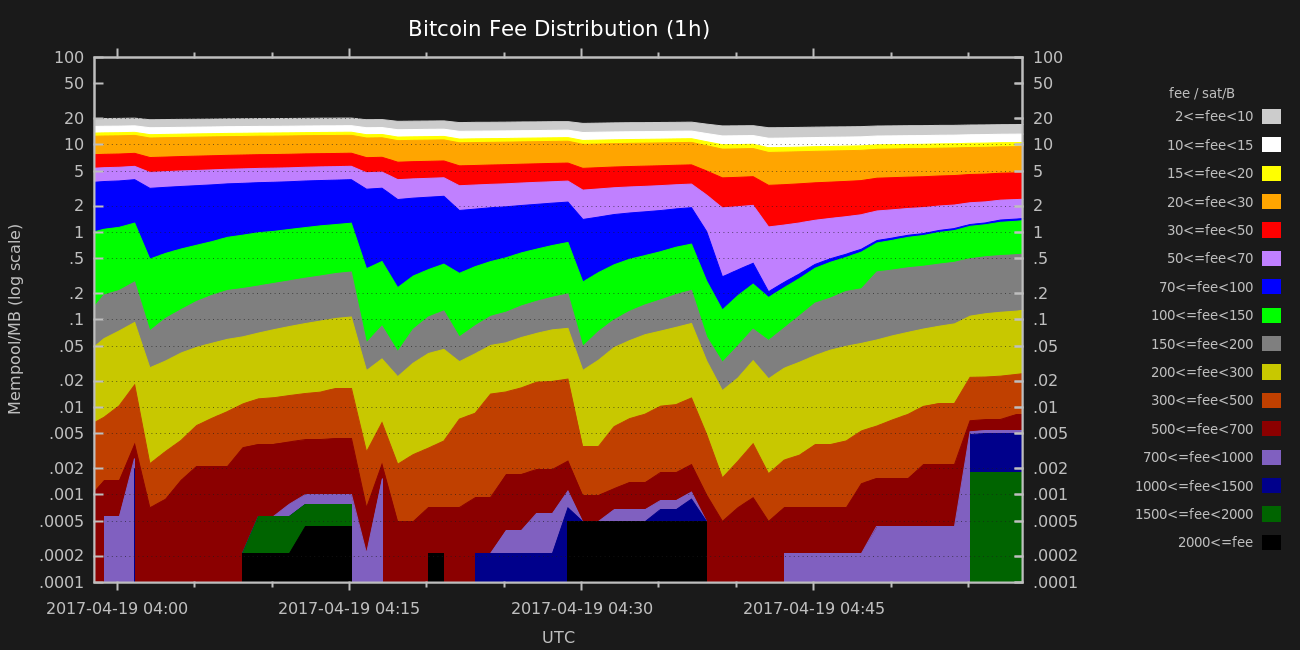 Bitcoin Fee Distribution (1h)
100
50
20
10
5
2
1
.5
.2
.1
.05
.02
.01
.005
.002
.001
.0005
.0002
.0001
Mempool/MB (log scale)
100
50
20
10
5
2
1
.5
.2
.1
.05
.02
.01
.005
.002
.001
.0005
.0002
.0001
2017-04-19 04:00
2017-04-19 04:15
2017-04-19 04:30
2017-04-19 04:45
UTC
fee / sat/B
2<=fee<10
10<=fee<15
15<=fee<20
20<=fee<30
30<=fee<50
50<=fee<70
70<=fee<100
100<=fee<150
150<=fee<200
200<=fee<300
300<=fee<500
500<=fee<700
700<=fee<1000
1000<=fee<1500
1500<=fee<2000
2000<=fee